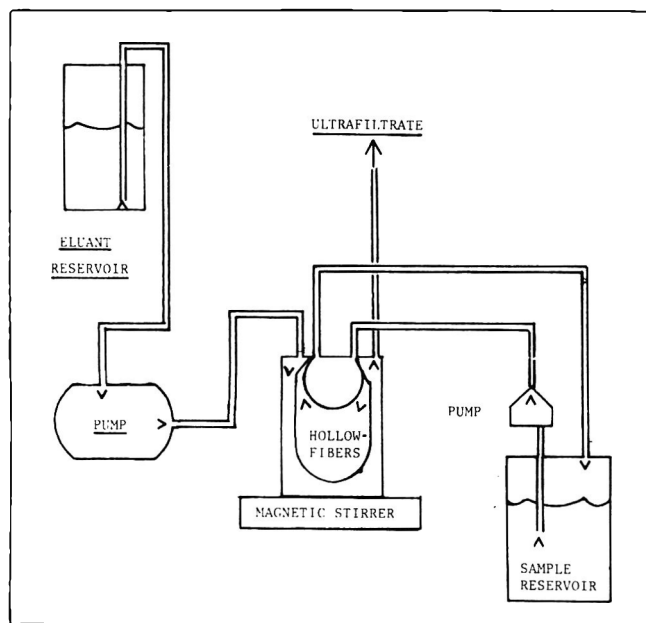 ULTRAFILTRATE
ELUANT
RESERVOIR
PUMP
PUMP
HOLLOW-
FIBERS
MAGNETIC STIRRER
SAMPLE
RESERVOIR